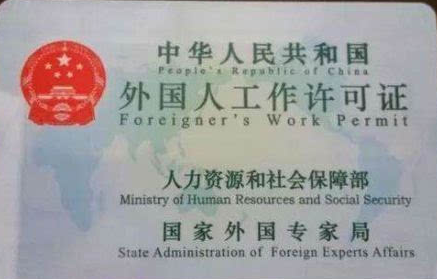 中华人民共和国
People's Republic of China
外国人工作许可证
Foreigner's Work Permit
人力资源和社会保障部
Ministry of Human Resources and Social Security
国家外国专家局
State Administration of Foreign Experts Affairs